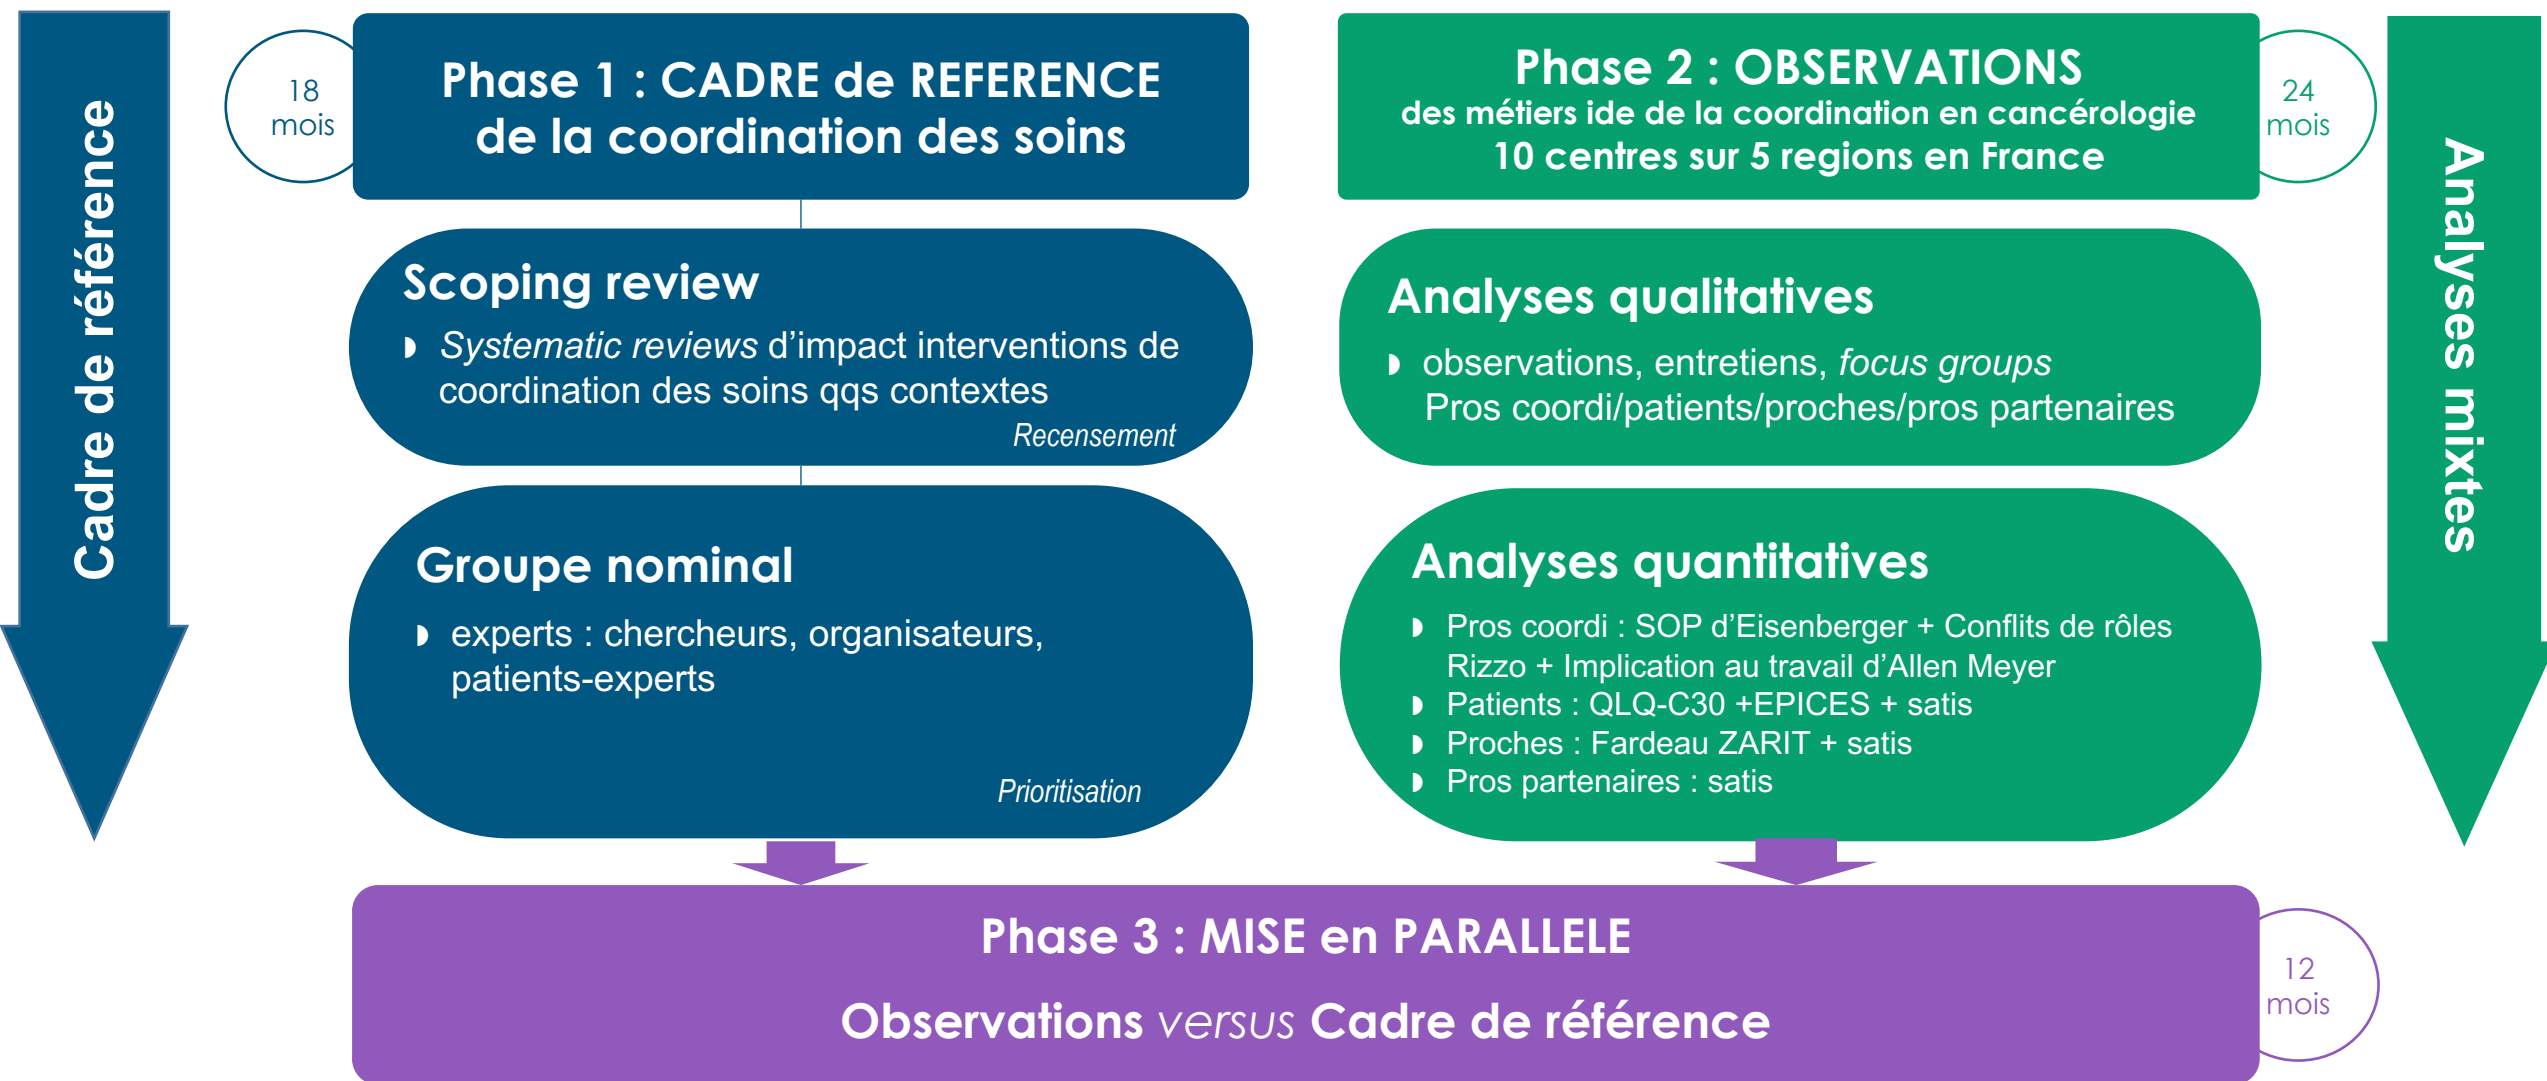 Cadre de référence
18
mois
Phase 1 : CADRE de REFERENCE
de la coordination des soins
Scoping review
◗ Systematic reviews d’impact interventions de
coordination des soins qqs contextes
Recensement
Groupe nominal
◗ experts : chercheurs, organisateurs,
patients-experts
Prioritisation
Phase 2 : OBSERVATIONS
des métiers ide de la coordination en cancérologie
10 centres sur 5 regions en France
24
mois
Analyses qualitatives
◗ observations, entretiens, focus groups
Pros coordi/patients/proches/pros partenaires
Analyses quantitatives
◗ Pros coordi : SOP d’Eisenberger + Conflits de rôles
Rizzo + Implication au travail d’Allen Meyer
◗ Patients : QLQ-C30 +EPICES + satis
◗ Proches : Fardeau ZARIT + satis
◗ Pros partenaires : satis
Analyses mixtes
Phase 3 : MISE en PARALLELE
Observations versus Cadre de référence
12
mois